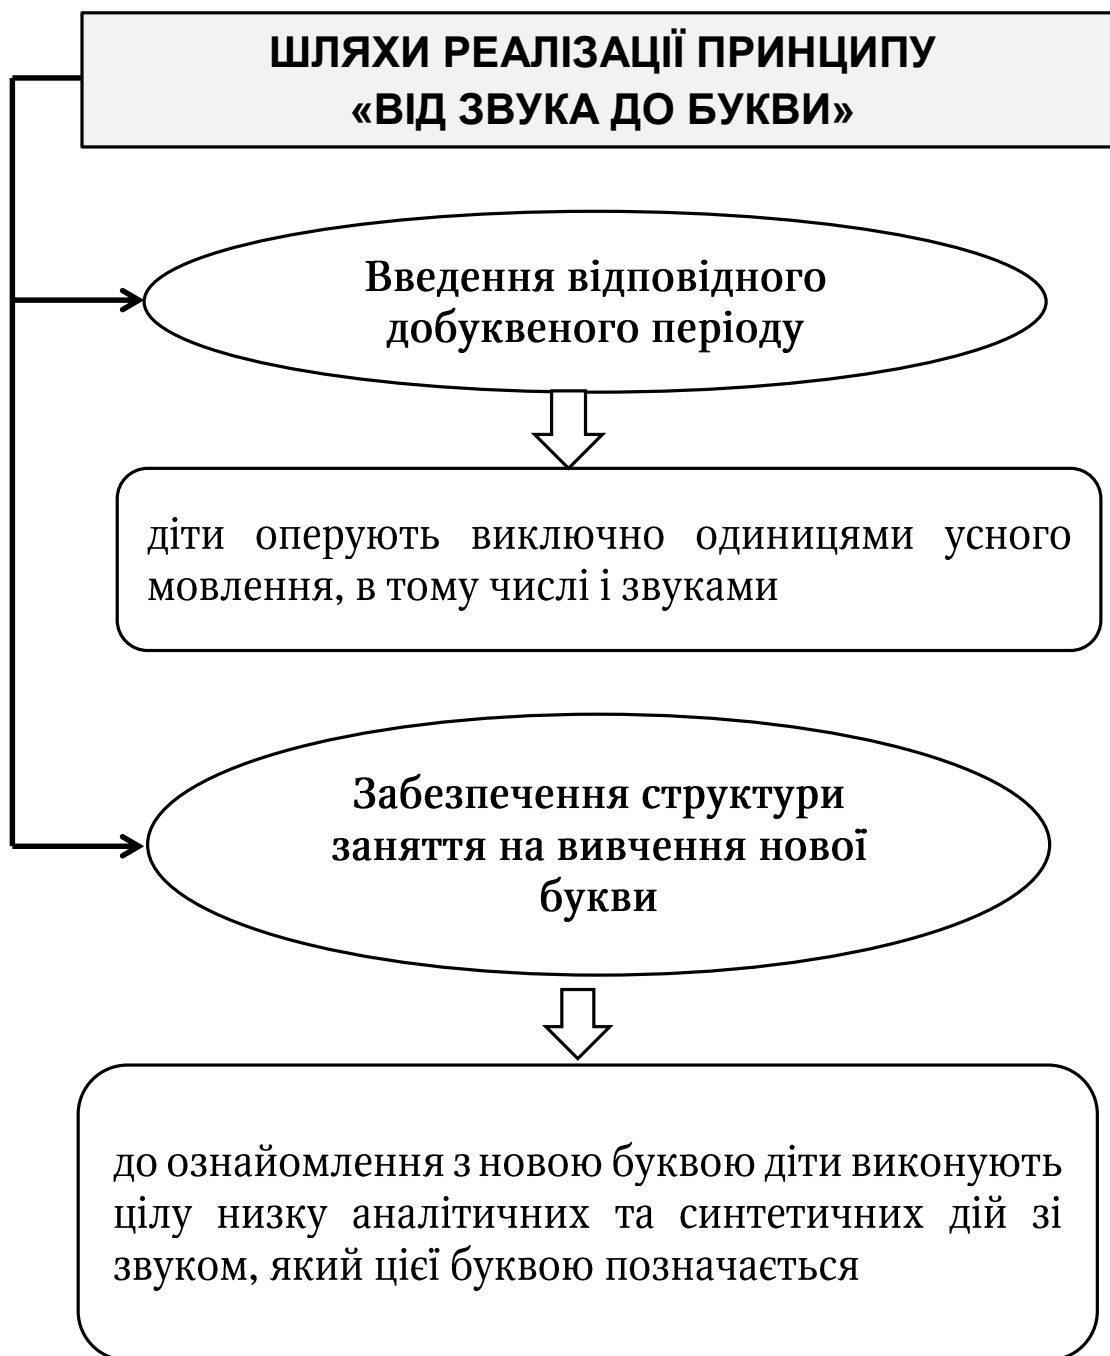 ШЛЯХИ РЕАЛІЗАЦІЇ ПРИНЦИПУ
«ВІД ЗВУКА ДО БУКВИ»
Введення відповідного
добуквеного періоду
діти оперують виключно одиницями усного
мовлення, в тому числі і звуками
Забезпечення структури
заняття на вивчення нової
букви
до ознайомлення з новою буквою діти виконують
цілу низку аналітичних та синтетичних дій зі
звуком, який цієї буквою позначається